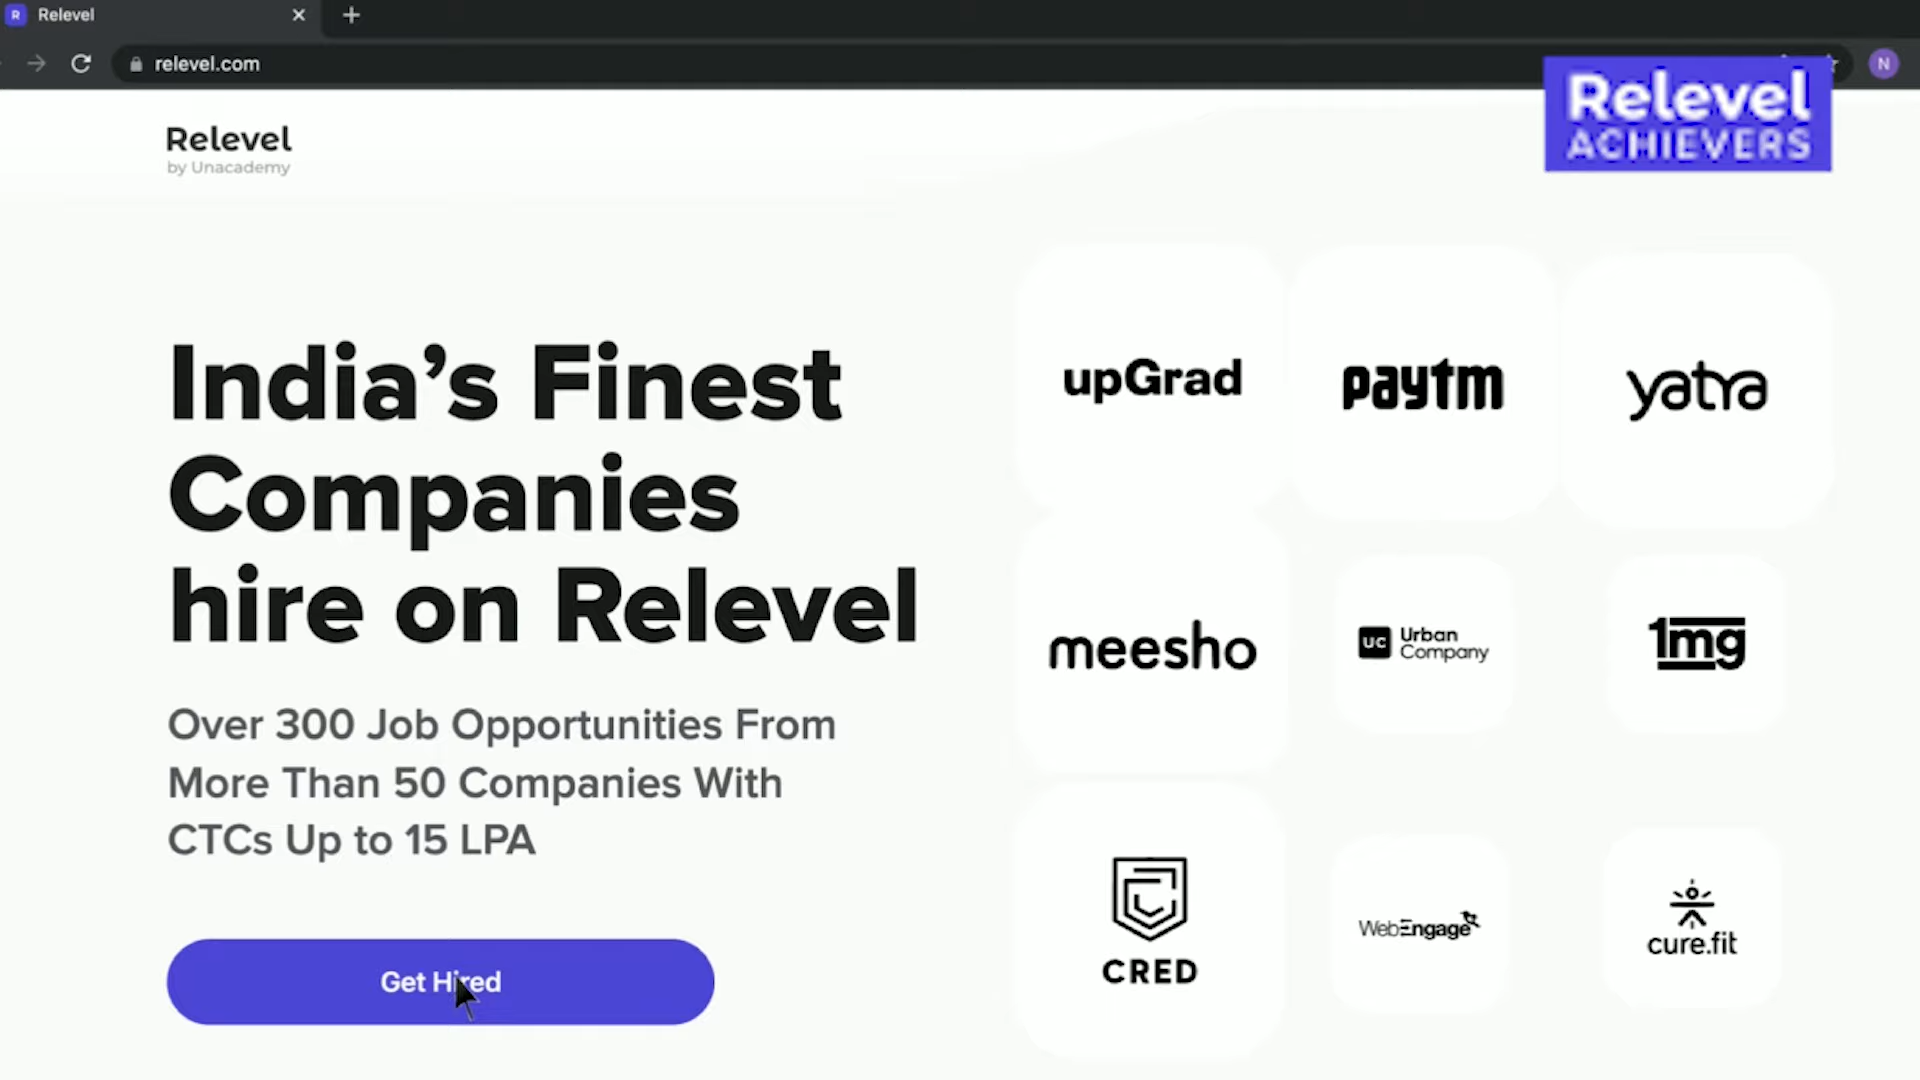 R Relevel
relevel.com
N
Relevel
ACHIEVERS
Relevel
by Unacademy
India’s Finest
Companies
hire on Relevel
Over 300 Job Opportunities From
More Than 50 Companies With
CTCs Up to 15 LPA
Get Hired
upGrad
paytm
yatra
meesho
UC Urban
Company
1mg
CRED
WebEngage
cure.fit